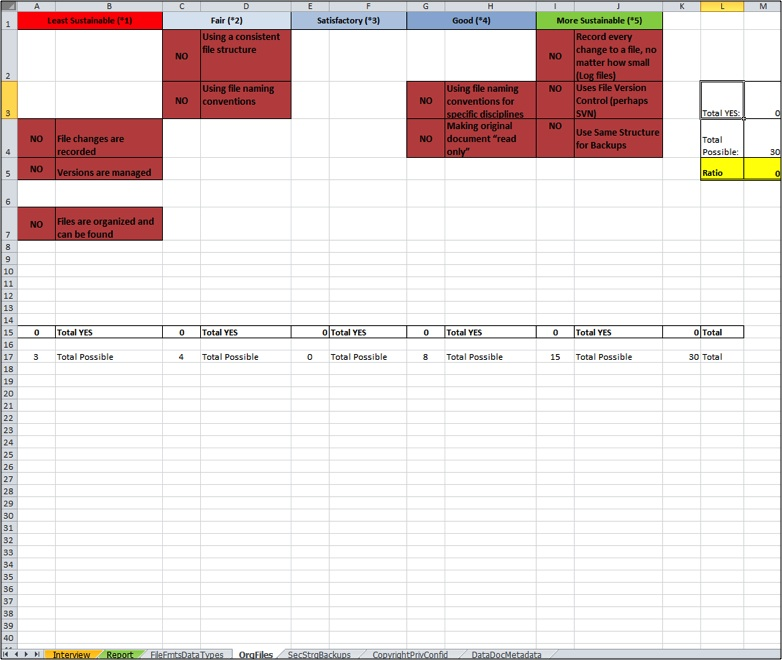 A B C D E F G H I J K L M
1 Least Sustainable (*1) Fair (*2) Satisfactory (*3) Good (*4) More Sustainable (*5)
2 NO Using a consistent NO Record every
file structure change to a file, no
matter how small
(Log files)
3 NO Using file naming NO Using file naming NO Uses File Version Total YES: 0
conventions conventions for Control (perhaps
specific disciplines SVN)
4 NO File changes are NO Making original NO Use Same Structure Total
recorded document “read for Backups Possible: 30
only”
5 NO Versions are managed Ratio 0
6
7 NO Files are organized and
can be found
8
9
10
11
12
13
14
15 0 Total YES 0 Total YES 0 Total YES 0 Total YES 0 Total YES 0 Total
16
17 3 Total Possible 4 Total Possible 0 Total Possible 8 Total Possible 15 Total Possible 30 Total
18
19
20
21
22
23
24
25
26
27
28
29
30
31
32
33
34
35
36
37
38
39
40
Interview Report FileFmtsDataTypes OrgFiles SecStrgBackups CopyrightPrivConfid DataDocMetadata